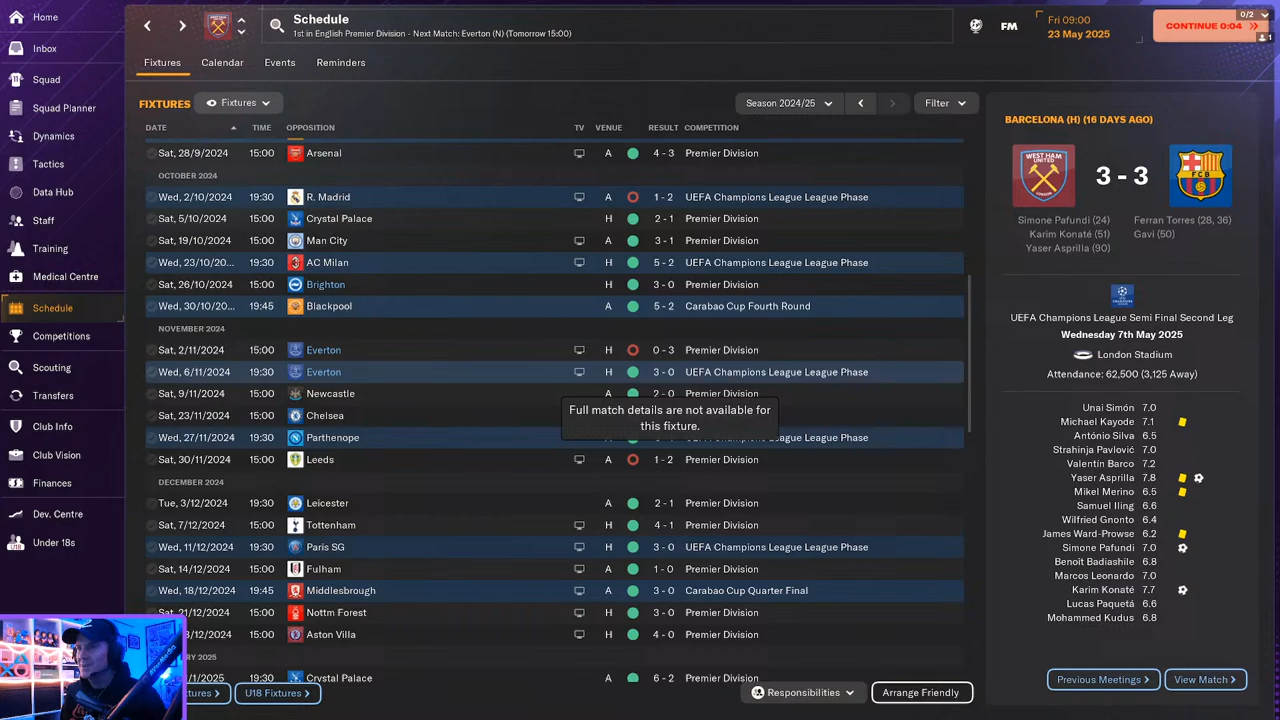 Home
Inbox
Squad
Squad Planner
Dynamics
Tactics
Data Hub
Staff
Training
Medical Centre
Schedule
Competitions
Scouting
Transfers
Club Info
Club Vision
Finances
Dev. Centre
Under 18s
Schedule
1st in English Premier Division - Next Match: Everton (N) (Tomorrow 15:00)
FM
Fri 09:00
23 May 2025
0/2
CONTINUE 0:04
1
Fixtures Calendar Events Reminders
FIXTURES Fixtures Season 2024/25 Filter
DATE TIME OPPOSITION TV VENUE RESULT COMPETITION
Sat, 28/9/2024 15:00 Arsenal A 4 - 3 Premier Division
OCTOBER 2024
Wed, 2/10/2024 19:30 R. Madrid A 1 - 2 UEFA Champions League League Phase
Sat, 5/10/2024 15:00 Crystal Palace H 2 - 1 Premier Division
Sat, 19/10/2024 15:00 Man City A 3 - 1 Premier Division
Wed, 23/10/20... 19:30 AC Milan H 5 - 2 UEFA Champions League League Phase
Sat, 26/10/2024 15:00 Brighton H 3 - 0 Premier Division
Wed, 30/10/20... 19:45 Blackpool A 5 - 2 Carabao Cup Fourth Round
NOVEMBER 2024
Sat, 2/11/2024 15:00 Everton H 0 - 3 Premier Division
Wed, 6/11/2024 19:30 Everton H 3 - 0 UEFA Champions League League Phase
Sat, 9/11/2024 15:00 Newcastle A 2 - 0 Premier Division
Sat, 23/11/2024 15:00 Chelsea
Wed, 27/11/2024 19:30 Parthenope League Phase
Full match details are not available for
this fixture.
Sat, 30/11/2024 15:00 Leeds A 1 - 2 Premier Division
DECEMBER 2024
Tue, 3/12/2024 19:30 Leicester A 2 - 1 Premier Division
Sat, 7/12/2024 15:00 Tottenham H 4 - 1 Premier Division
Wed, 11/12/2024 19:30 Paris SG H 3 - 0 UEFA Champions League League Phase
Sat, 14/12/2024 15:00 Fulham A 1 - 0 Premier Division
Wed, 18/12/2024 19:45 Middlesbrough A 3 - 0 Carabao Cup Quarter Final
Sat, 21/12/2024 15:00 Nottm Forest H 3 - 0 Premier Division
/12/2024 15:00 Aston Villa H 4 - 0 Premier Division
2025
/1/2025 15:00 Crystal Palace A 6 - 2 Premier Division
U18 Fixtures Responsibilities Arrange Friendly
BARCELONA (H) (16 DAYS AGO)
WEST HAM UNITED
LONDON
3 - 3
FCB
Simone Pafundi (24) Ferran Torres (28, 36)
Karim Konaté (51) Gavi (50)
Yaser Asprilla (90)
UEFA Champions League Semi Final Second Leg
Wednesday 7th May 2025
London Stadium
Attendance: 62,500 (3,125 Away)
Unai Simón 7.0
Michael Kayode 7.1
António Silva 6.5
Strahinja Pavlović 7.0
Valentín Barco 7.2
Yaser Asprilla 7.8
Mikel Merino 6.5
Samuel Iling 6.6
Wilfried Gnonto 6.4
James Ward-Prowse 6.2
Simone Pafundi 7.0
Benoît Badiashile 6.8
Marcos Leonardo 7.0
Karim Konaté 7.7
Lucas Paquetá 6.6
Mohammed Kudus 6.8
Previous Meetings View Match